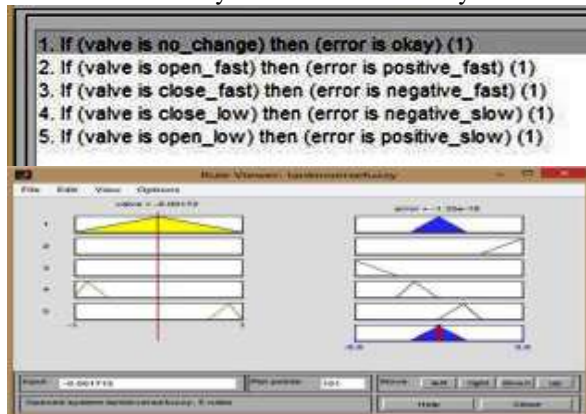 1. If (valve is no_change) then (error is okay) (1)
2. If (valve is open_fast) then (error is positive_fast) (1)
3. If (valve is close_fast) then (error is negative_fast) (1)
4. If (valve is close_low) then (error is negative_slow) (1)
5. If (valve is open_low) then (error is positive_slow) (1)
Rule Viewer:
File Edit View Options
valve = -0.00172
1
2
3
4
5
-1 1
Input: -0.001715 Plot points: 101 Move: left right down up
5 rules Help Close